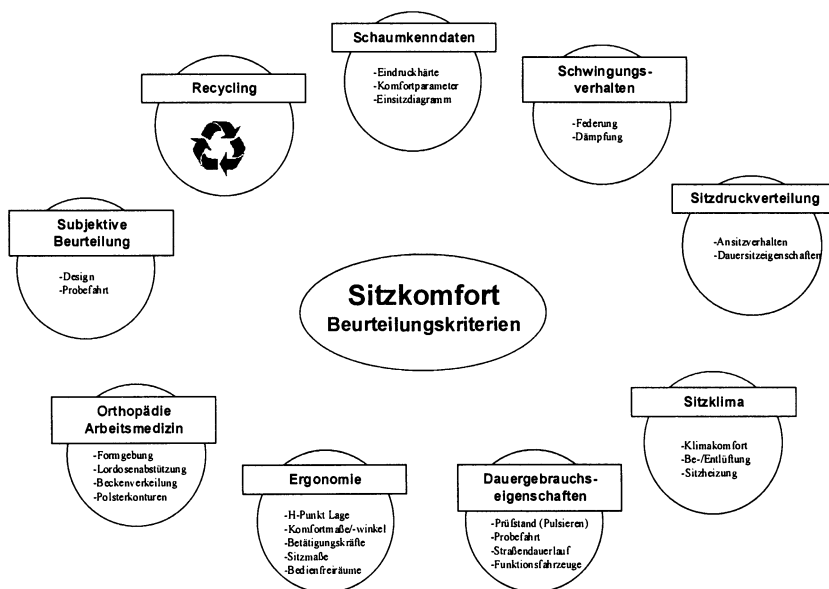 Schaumkenndaten
-Eindruckhärte
-Komfortparameter
-Einsitzdiagramm
Schwingungs-
verhalten
-Federung
-Dämpfung
Recycling
Sitzdruckverteilung
-Ansitzverhalten
-Dauersitzeigenschaften
Subjektive
Beurteilung
-Design
-Probefahrt
Sitzkomfort
Beurteilungskriterien
Sitzklima
-Klimakomfort
-Be-/Entlüftung
-Sitzheizung
Orthopädie
Arbeitsmedizin
-Formgebung
-Lordosenabstützung
-Beckenverkeilung
-Polsterkonturen
Ergonomie
-H-Punkt Lage
-Komfortmaße/-winkel
-Betätigungskräfte
-Sitzmaße
-Bedienfreiräume
Dauergebrauchs-
eigenschaften
-Prüfstand (Pulsieren)
-Probefahrt
-Straßendauerlauf
-Funktionsfahrzeuge